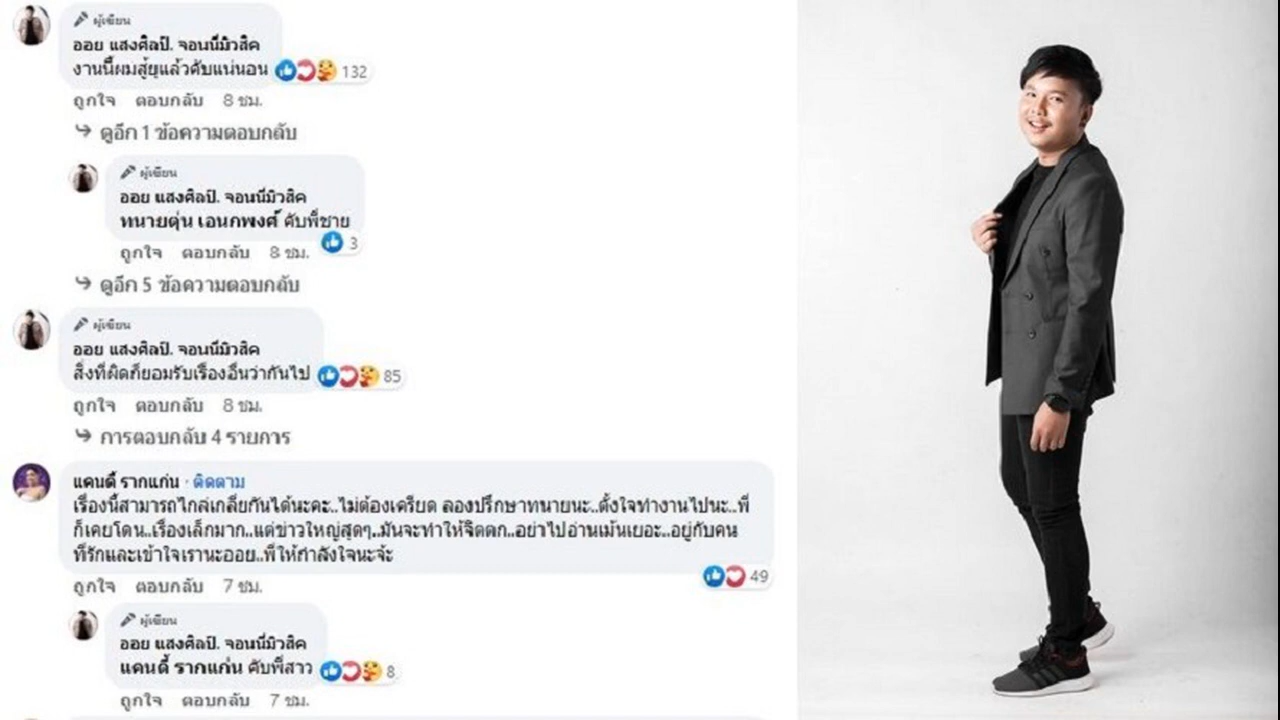 ผู้เขียน
ออย แสงศิลป์. จอนนี่มิวสิค
งานนี้ผมสู้ยูแล้วคับแน่นอน 132
ถูกใจ ตอบกลับ 8 ชม.
ดูอีก 1 ข้อความตอบกลับ
ผู้เขียน
ออย แสงศิลป์. จอนนี่มิวสิค
ทนายตุ่น เอนกพงศ์ คับพี่ชาย
3
ถูกใจ ตอบกลับ 8 ชม.
ดูอีก 5 ข้อความตอบกลับ
ผู้เขียน
ออย แสงศิลป์. จอนนี่มิวสิค
สิ่งที่ผิดก็ยอมรับเรื่องอื่นว่ากันไป 85
ถูกใจ ตอบกลับ 8 ชม.
การตอบกลับ 4 รายการ
แคนดี้ รากแก่น · ติดตาม
เรื่องนี้สามารถไกล่เกลี่ยกันได้นะคะ..ไม่ต้องเครียด ลองปรึกษาทนายนะ..ตั้งใจทำงานไปนะ..พี่
ก็เคยโดน..เรื่องเล็กมาก..แต่ข่าวใหญ่สุดๆ..มันจะทำให้จิตตก..อย่าไปอ่านเม้นเยอะ..อยู่กับคน
ที่รักและเข้าใจเรานะออย..พี่ให้กำลังใจนะจ้ะ
49
ถูกใจ ตอบกลับ 7 ชม.
ผู้เขียน
ออย แสงศิลป์. จอนนี่มิวสิค
แคนดี้ รากแก่น คับพี่สาว 8
ถูกใจ ตอบกลับ 7 ชม.